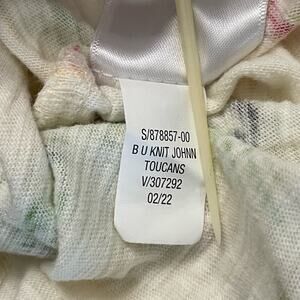 S/878857-00
B U KNIT JOHNN
TOUCANS
V/307292
02/22